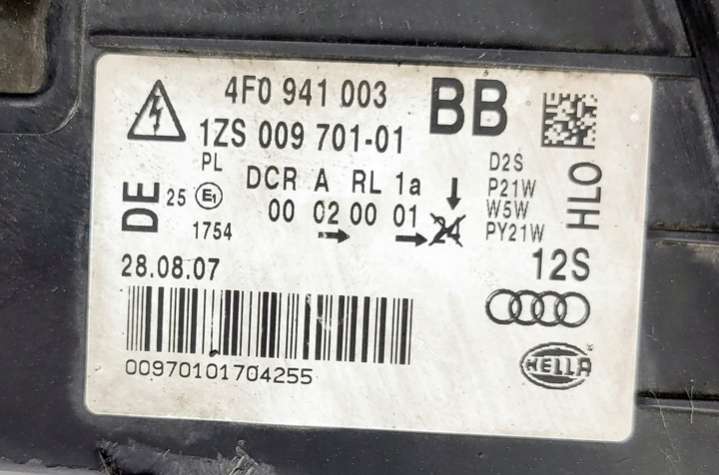 4F0 941 003 BB
1ZS 009 701-01
PL DCR A RL 1a D2S
P21W
DE 25 E1 00 02 00 01 24 W5W HLO
1754 PY21W
28.08.07 12S
00970101704255
HELLA